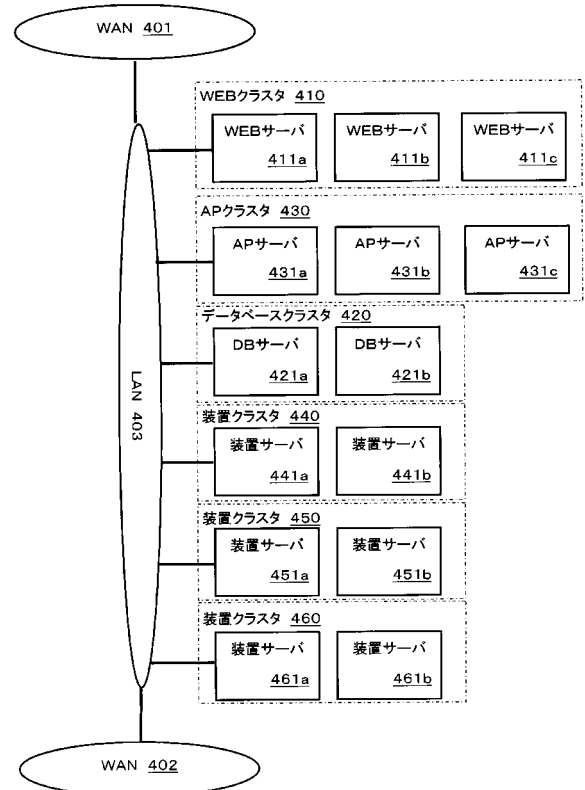 WAN 401
WEBクラスタ 410
WEBサーバ WEBサーバ WEBサーバ
411a 411b 411c
APクラスタ 430
APサーバ APサーバ APサーバ
431a 431b 431c
データベースクラスタ 420
DBサーバ DBサーバ
421a 421b
LAN 403
装置クラスタ 440
装置サーバ 装置サーバ
441a 441b
装置クラスタ 450
装置サーバ 装置サーバ
451a 451b
装置クラスタ 460
装置サーバ 装置サーバ
461a 461b
WAN 402